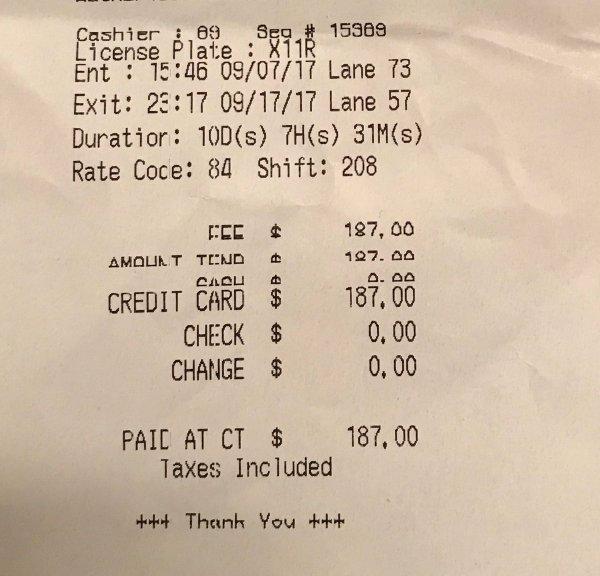 Cashier : 89 Seq # 15389
License Plate : X11R
Ent : 15:46 09/07/17 Lane 73
Exit: 23:17 09/17/17 Lane 57
Duration: 10D(s) 7H(s) 31M(s)
Rate Code: 84 Shift: 208
FEE $ 187.00
AMOUNT TEND $ 187.00
CASH $ 0.00
CREDIT CARD $ 187.00
CHECK $ 0.00
CHANGE $ 0.00
PAID AT CT $ 187.00
Taxes Included
+++ Thank You +++